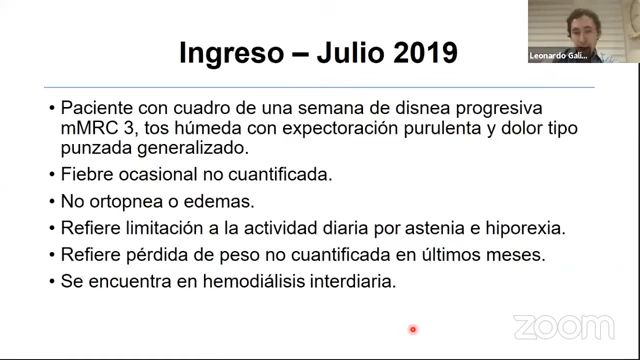 Ingreso – Julio 2019
Leonardo Gali...
• Paciente con cuadro de una semana de disnea progresiva
mMRC 3, tos húmeda con expectoración purulenta y dolor tipo
punzada generalizado.
• Fiebre ocasional no cuantificada.
• No ortopnea o edemas.
• Refiere limitación a la actividad diaria por astenia e hiporexia.
• Refiere pérdida de peso no cuantificada en últimos meses.
• Se encuentra en hemodiálisis interdiaria.
zoom